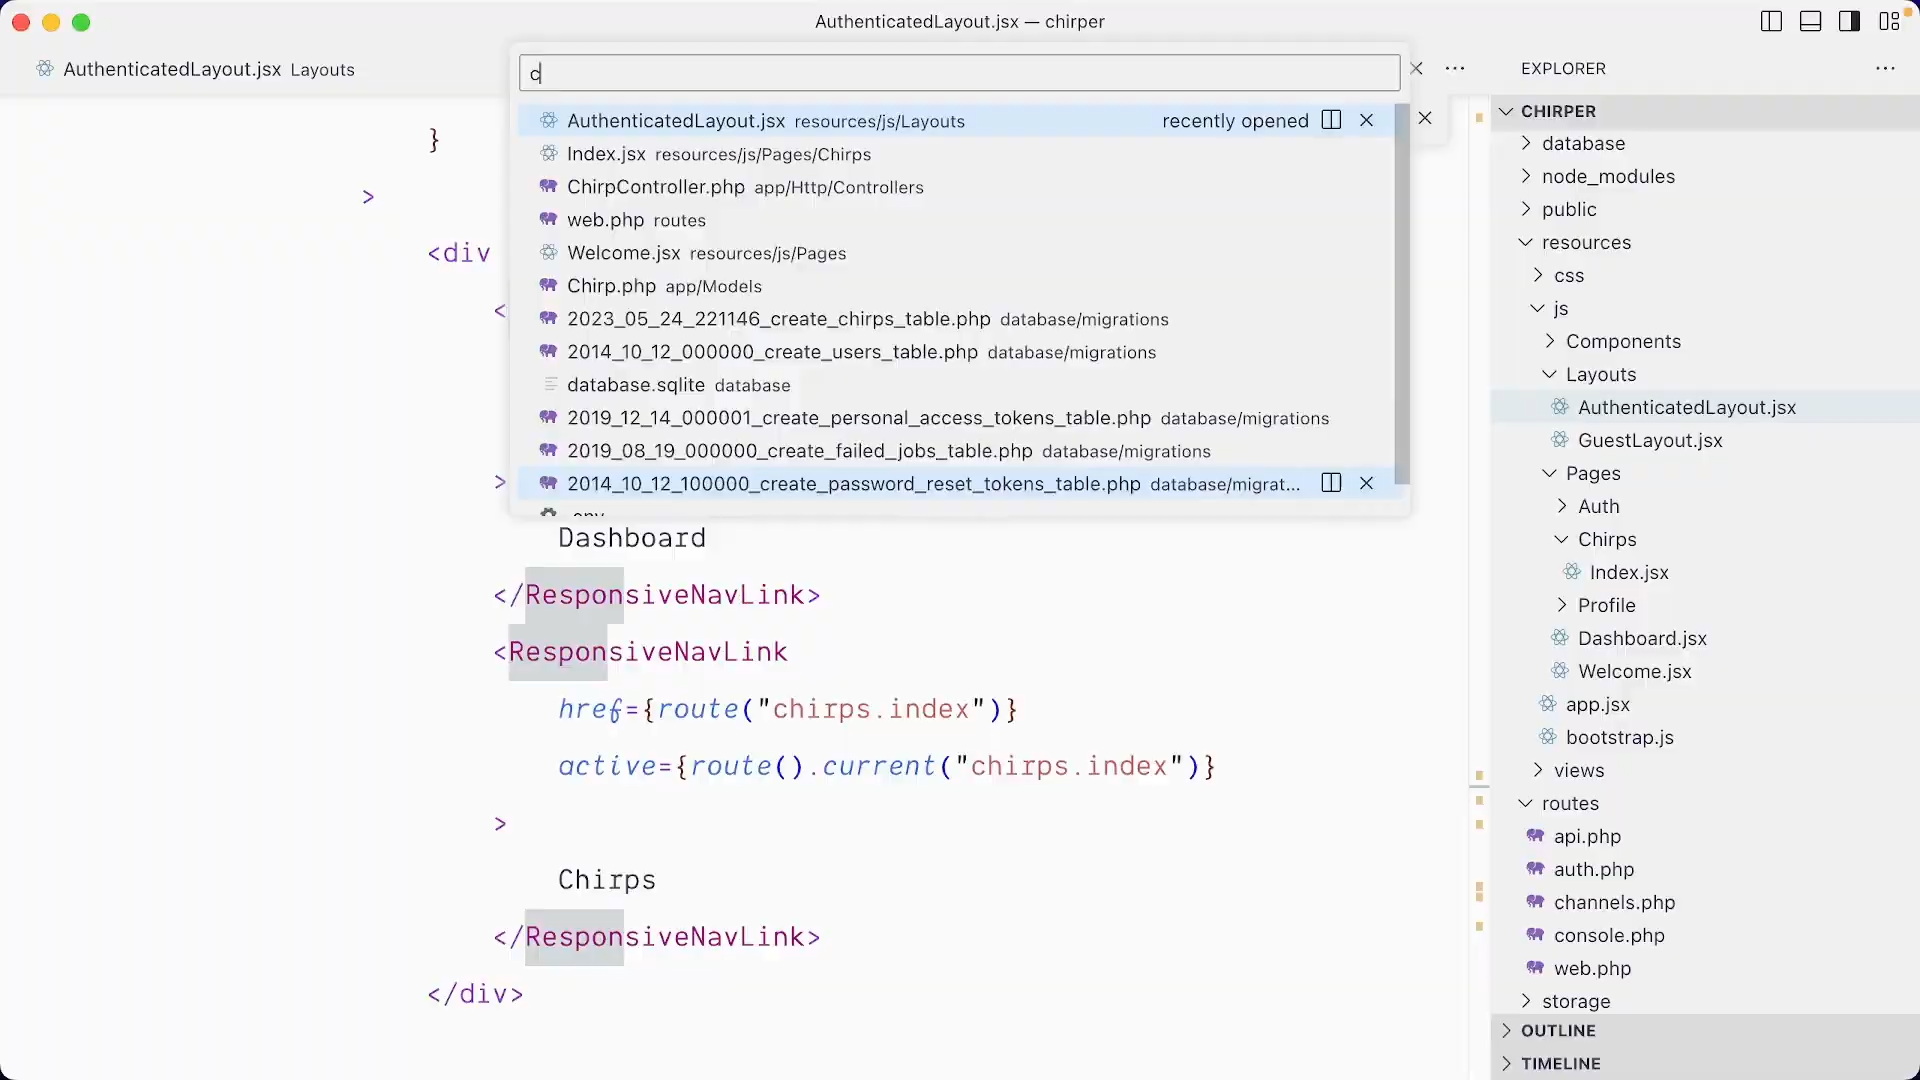 AuthenticatedLayout.jsx — chirper
AuthenticatedLayout.jsx Layouts
c
AuthenticatedLayout.jsx resources/js/Layouts recently opened
Index.jsx resources/js/Pages/Chirps
ChirpController.php app/Http/Controllers
web.php routes
Welcome.jsx resources/js/Pages
Chirp.php app/Models
2023_05_24_221146_create_chirps_table.php database/migrations
2014_10_12_000000_create_users_table.php database/migrations
database.sqlite database
2019_12_14_000001_create_personal_access_tokens_table.php database/migrations
2019_08_19_000000_create_failed_jobs_table.php database/migrations
2014_10_12_100000_create_password_reset_tokens_table.php database/migrat...
}
>
<div
<
>
Dashboard
</ResponsiveNavLink>
<ResponsiveNavLink
href={route("chirps.index")}
active={route().current("chirps.index")}
>
Chirps
</ResponsiveNavLink>
</div>
EXPLORER
CHIRPER
database
node_modules
public
resources
css
js
Components
Layouts
AuthenticatedLayout.jsx
GuestLayout.jsx
Pages
Auth
Chirps
Index.jsx
Profile
Dashboard.jsx
Welcome.jsx
app.jsx
bootstrap.js
views
routes
api.php
auth.php
channels.php
console.php
web.php
storage
OUTLINE
TIMELINE